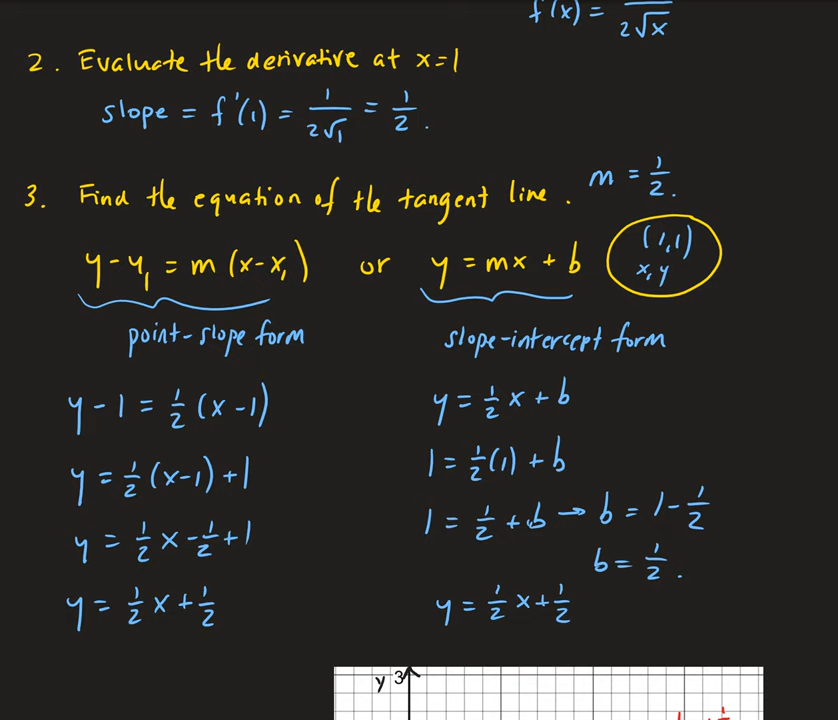 f'(x) = 1/(2√x)
2. Evaluate the derivative at x=1
slope = f'(1) = 1/(2√1) = 1/2.
3. Find the equation of the tangent line. m = 1/2.
y-y₁ = m(x-x₁) or y = mx + b (1,1)
x, y
point-slope form slope-intercept form
y-1 = 1/2(x-1) y = 1/2 x + b
y = 1/2(x-1)+1 1 = 1/2(1) + b
y = 1/2 x - 1/2 + 1 1 = 1/2 + b → b = 1 - 1/2
b = 1/2.
y = 1/2 x + 1/2 y = 1/2 x + 1/2
y 3